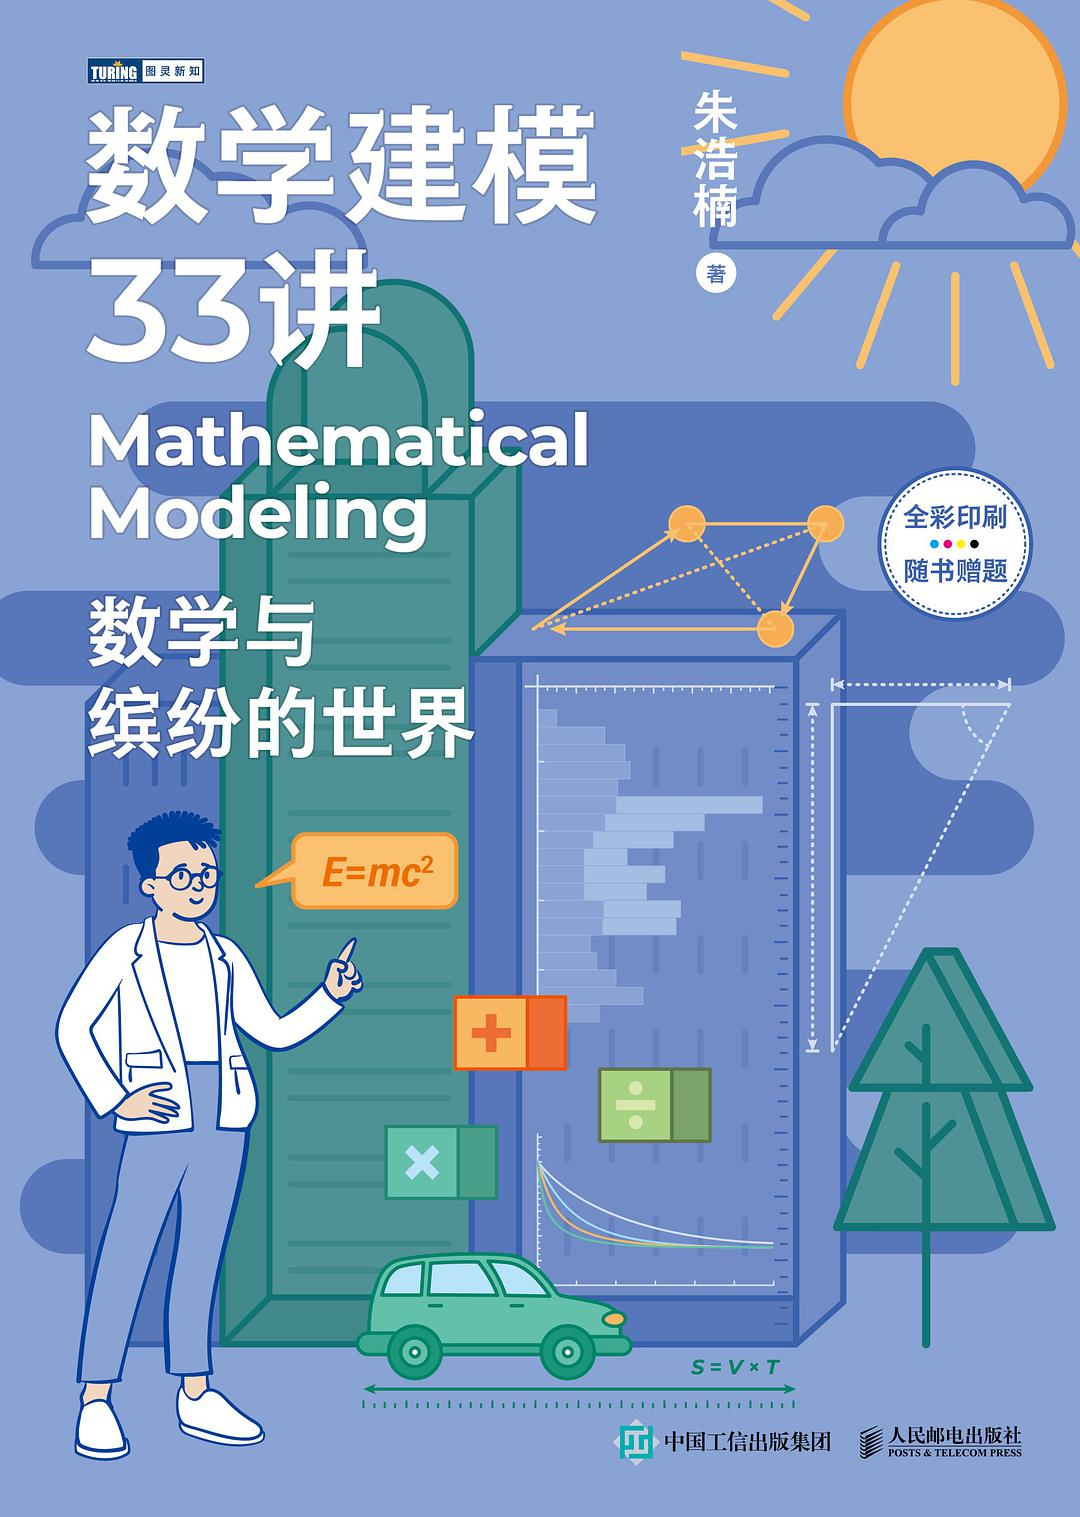 TURING 图灵新知
数学建模
33讲
朱浩楠
著
Mathematical
Modeling
全彩印刷
随书赠题
数学与
缤纷的世界
E=mc²
S = V × T
中国工信出版集团
人民邮电出版社
POSTS & TELECOM PRESS